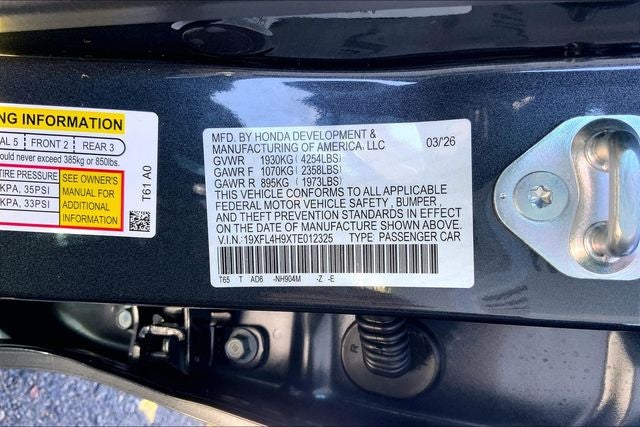 NG INFORMATION
AL 5 FRONT 2 REAR 3
ould never exceed 385kg or 850lbs.
TIRE PRESSURE
KPA, 35PSI
KPA, 33PSI
SEE OWNER'S
MANUAL FOR
ADDITIONAL
INFORMATION
T61 A0
MFD. BY HONDA DEVELOPMENT &
MANUFACTURING OF AMERICA, LLC 03/26
GVWR 1930KG (4254LBS)
GAWR F 1070KG (2358LBS)
GAWR R 895KG (1973LBS)
THIS VEHICLE CONFORMS TO ALL APPLICABLE
FEDERAL MOTOR VEHICLE SAFETY, BUMPER,
AND THEFT PREVENTION STANDARDS IN EFFECT
ON THE DATE OF MANUFACTURE SHOWN ABOVE.
V.I.N. 19XFL4H9XTE012325 TYPE: PASSENGER CAR
T65 T AD6 -NH904M -Z -E
R